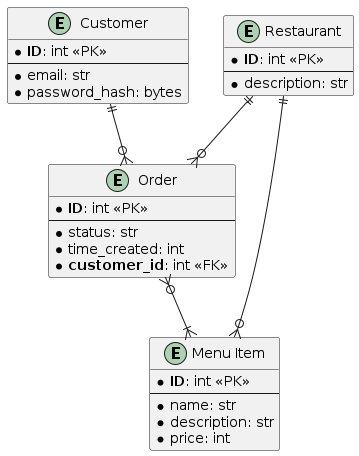 E Customer
ID: int «PK»
email: str
password_hash: bytes
E Restaurant
ID: int «PK»
description: str
E Order
ID: int «PK»
status: str
time_created: int
customer_id: int «FK»
E Menu Item
ID: int «PK»
name: str
description: str
price: int